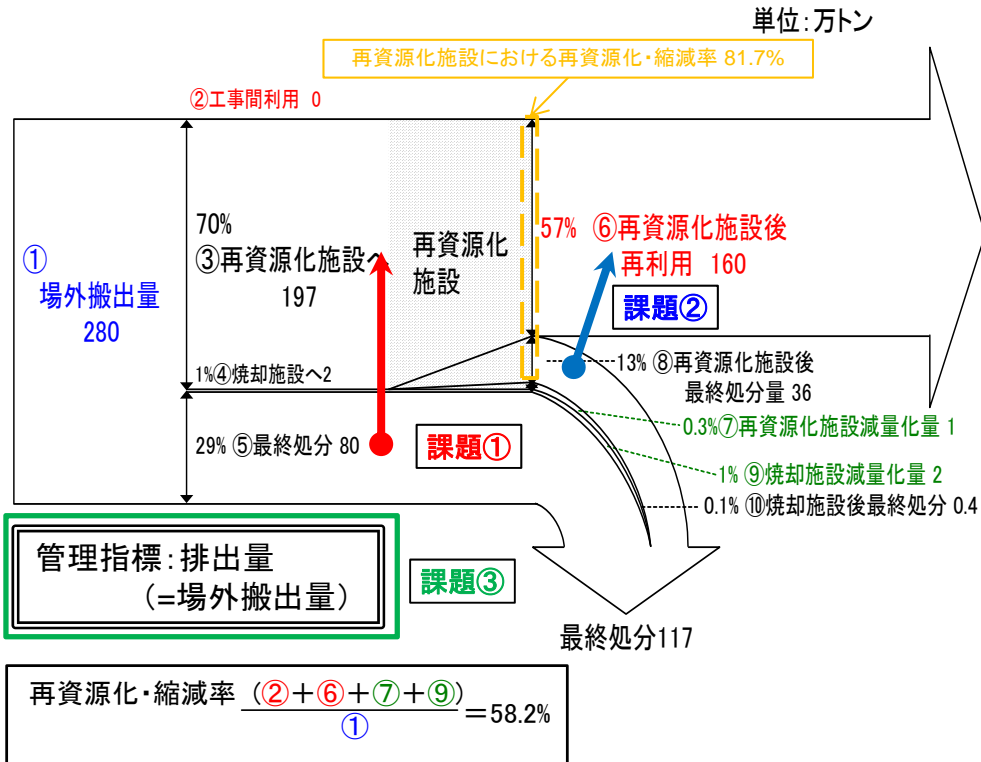 単位:万トン
再資源化施設における再資源化・縮減率 81.7%
②工事間利用 0
70%
③再資源化施設へ
197
再資源化
施設
57% ⑥再資源化施設後
再利用 160
①
場外搬出量
280
課題②
1%④焼却施設へ2
13% ⑧再資源化施設後
最終処分量 36
0.3%⑦再資源化施設減量化量 1
29% ⑤最終処分 80
課題①
1% ⑨焼却施設減量化量 2
0.1% ⑩焼却施設後最終処分 0.4
管理指標:排出量
(=場外搬出量)
課題③
最終処分117
再資源化・縮減率 (②+⑥+⑦+⑨)
①
=58.2%